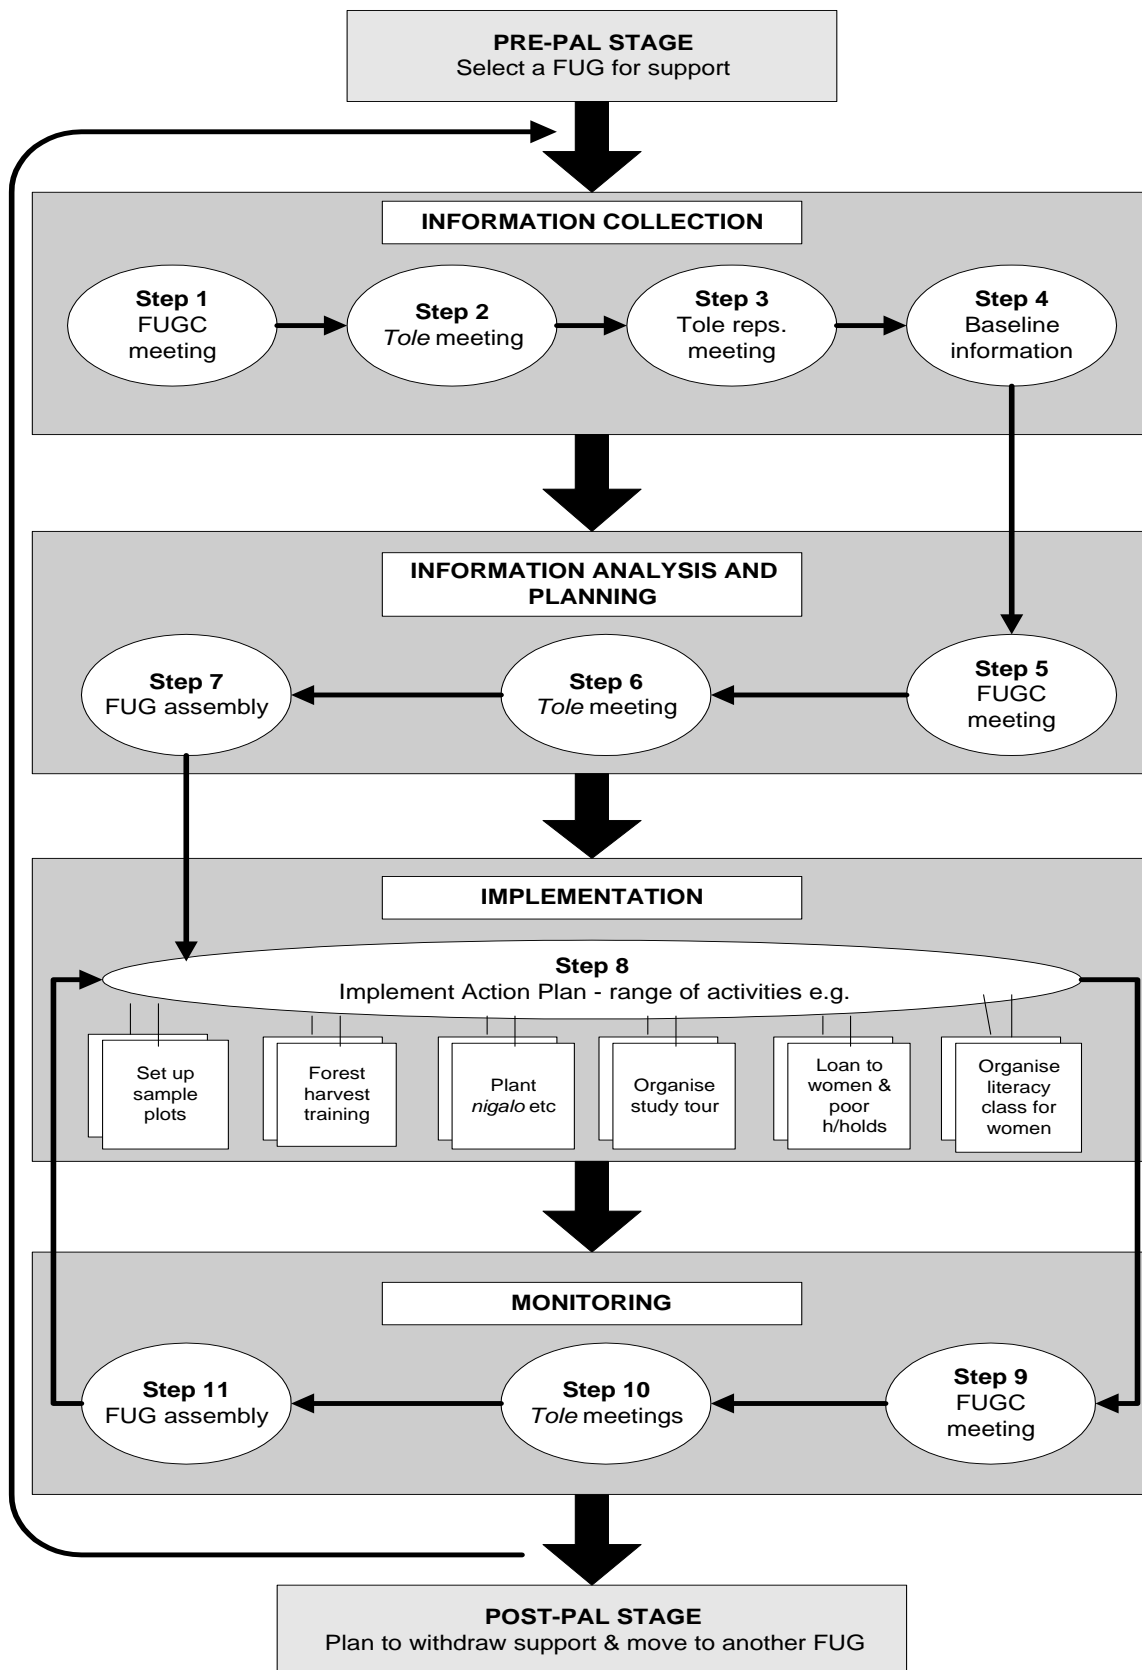 PRE-PAL STAGE
Select a FUG for support
INFORMATION COLLECTION
Step 1
FUGC
meeting
Step 2
Tole meeting
Step 3
Tole reps.
meeting
Step 4
Baseline
information
INFORMATION ANALYSIS AND
PLANNING
Step 7
FUG assembly
Step 6
Tole meeting
Step 5
FUGC
meeting
IMPLEMENTATION
Step 8
Implement Action Plan - range of activities e.g.
Set up
sample
plots
Forest
harvest
training
Plant
nigalo etc
Organise
study tour
Loan to
women &
poor
h/holds
Organise
literacy
class for
women
MONITORING
Step 11
FUG assembly
Step 10
Tole meetings
Step 9
FUGC
meeting
POST-PAL STAGE
Plan to withdraw support & move to another FUG